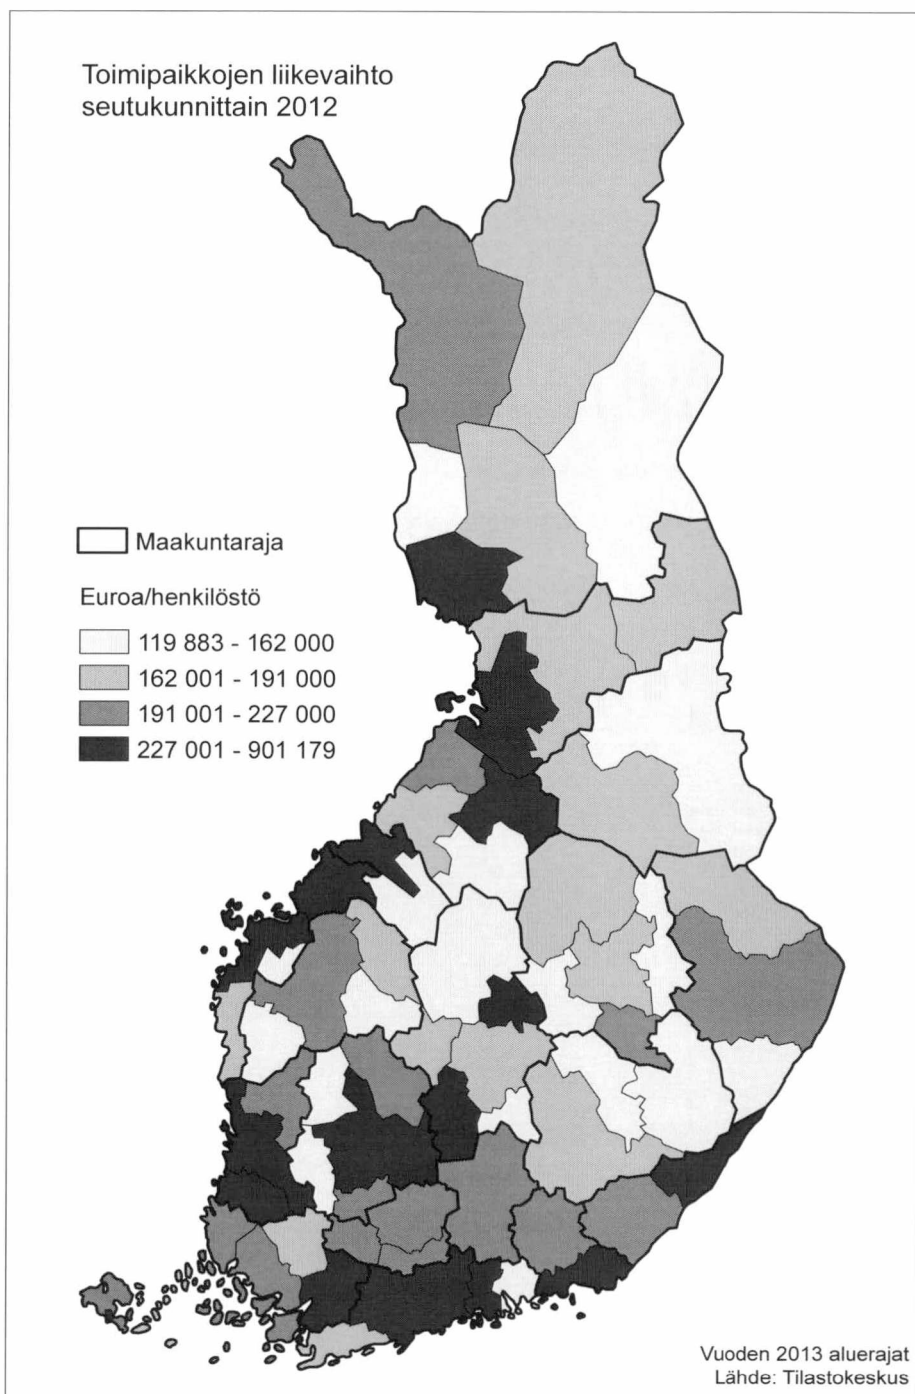 Toimipaikkojen liikevaihto
seutukunnittain 2012
Maakuntaraja
Euroa/henkilöstö
119 883 - 162 000
162 001 - 191 000
191 001 - 227 000
227 001 - 901 179
Vuoden 2013 aluerajat
Lähde: Tilastokeskus